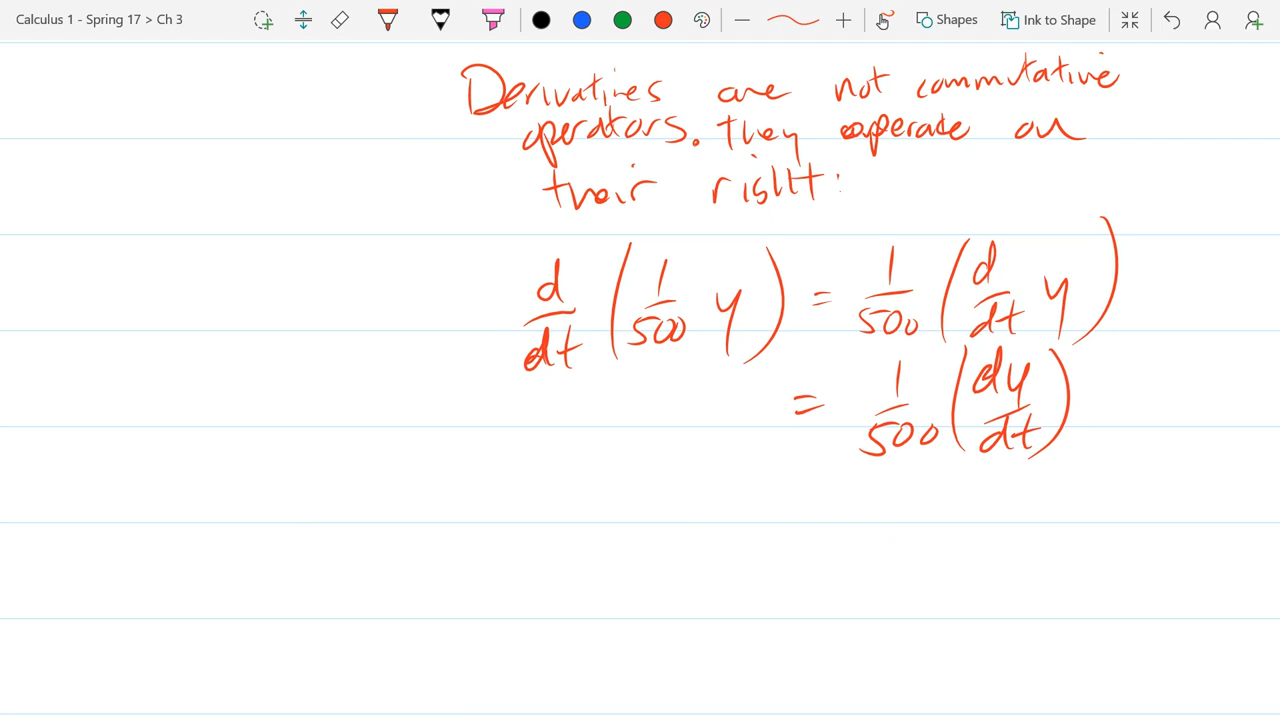 Calculus 1 - Spring 17 > Ch 3
Shapes
Ink to Shape
Derivatives are not commutative
operators. They operate on
their right:
d/dt (1/500 y) = 1/500 (d/dt y)
= 1/500 (dy/dt)